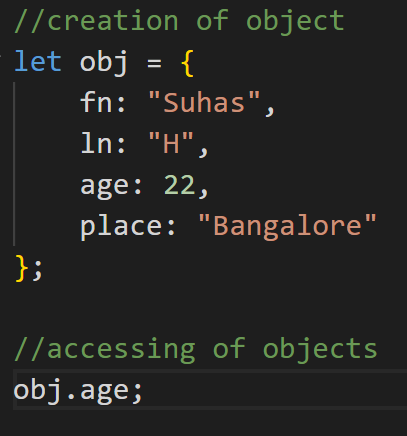 //creation of object
let obj = {
    fn: "Suhas",
    ln: "H",
    age: 22,
    place: "Bangalore"
};

//accessing of objects
obj.age;